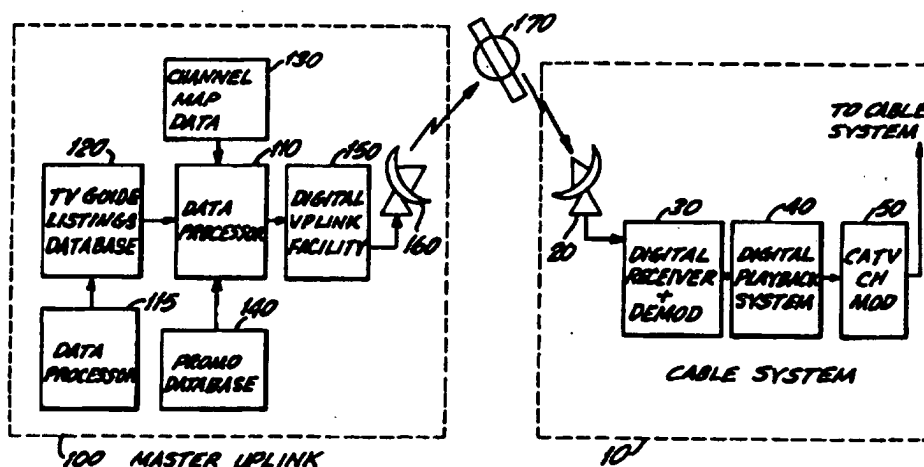 170
130
CHANNEL
MAP
DATA
TO CABLE
SYSTEM
120
110
150
TV GUIDE
LISTINGS
DATABASE
DATA
PROCESSOR
DIGITAL
UPLINK
FACILITY
160
20
30
40
50
DIGITAL
RECEIVER
+
DEMOD
DIGITAL
PLAYBACK
SYSTEM
CATV
CH
MOD
115
140
DATA
PROCESSOR
PROMO
DATABASE
CABLE SYSTEM
100 MASTER UPLINK
10